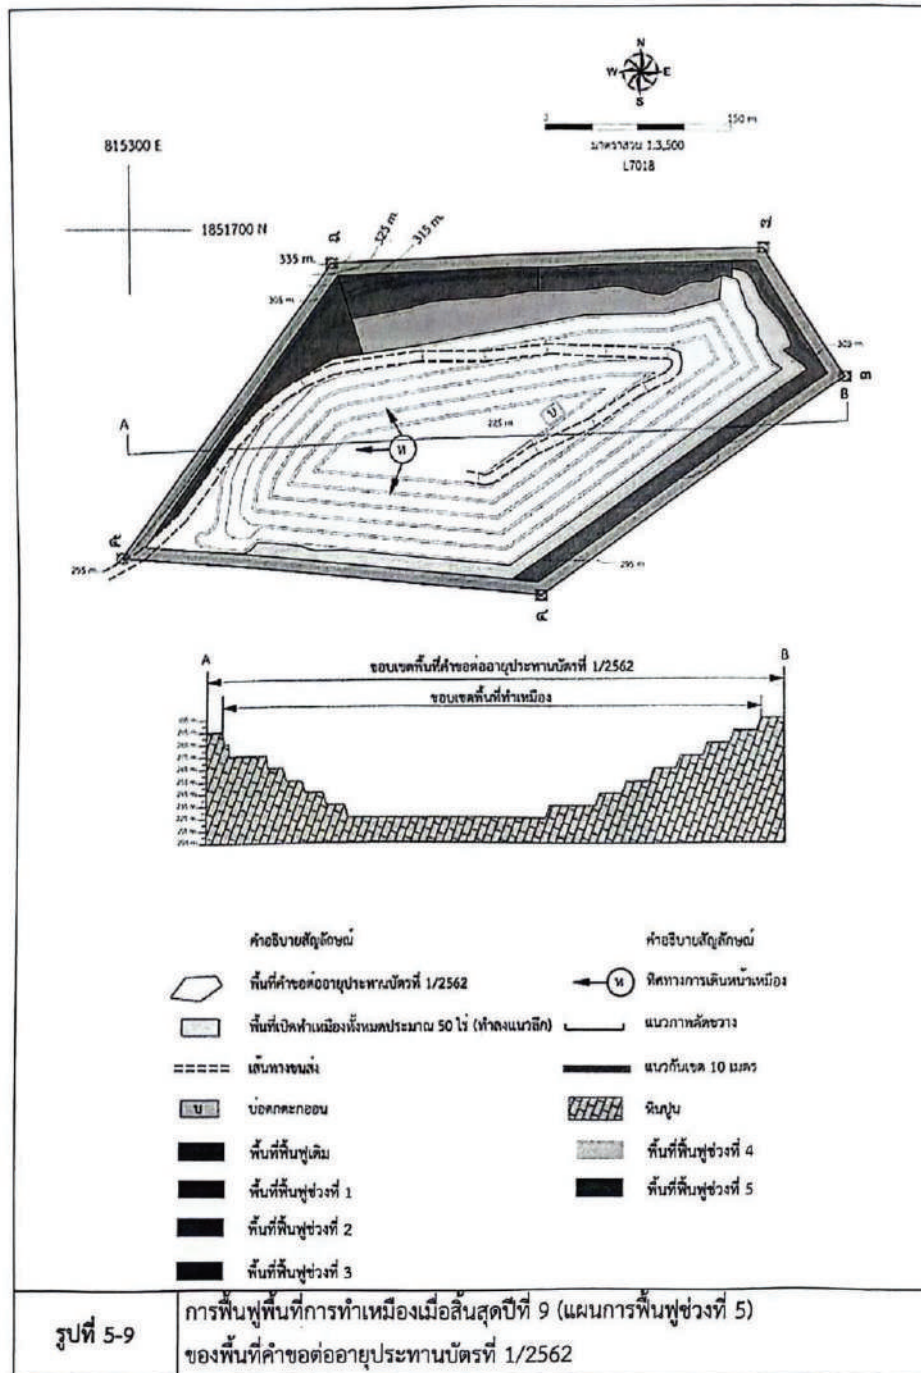 N
W E
S
150 m
มาตราส่วน 1:3,500
L7018
815300 E
1851700 N
๘
325 m.
315 m.
335 m.
305 m.
๗
305 m
๓
B
A
225 m
บ
ห
๕
295 m
295 m
๔
A
B
ขอบเขตพื้นที่คำขอต่ออายุประทานบัตรที่ 1/2562
ขอบเขตพื้นที่ทำเหมือง
คำอธิบายสัญลักษณ์
พื้นที่คำขอต่ออายุประทานบัตรที่ 1/2562
พื้นที่เปิดทำเหมืองทั้งหมดประมาณ 50 ไร่ (ทำลงแนวลึก)
เส้นทางขนส่ง
บ บ่อดักตะกอน
พื้นที่ฟื้นฟูเดิม
พื้นที่ฟื้นฟูช่วงที่ 1
พื้นที่ฟื้นฟูช่วงที่ 2
พื้นที่ฟื้นฟูช่วงที่ 3
คำอธิบายสัญลักษณ์
ห ทิศทางการเดินหน้าเหมือง
แนวภาพตัดขวาง
แนวกันเขต 10 เมตร
หินปูน
พื้นที่ฟื้นฟูช่วงที่ 4
พื้นที่ฟื้นฟูช่วงที่ 5
รูปที่ 5-9
การฟื้นฟูพื้นที่การทำเหมืองเมื่อสิ้นสุดปีที่ 9 (แผนการฟื้นฟูช่วงที่ 5)
ของพื้นที่คำขอต่ออายุประทานบัตรที่ 1/2562